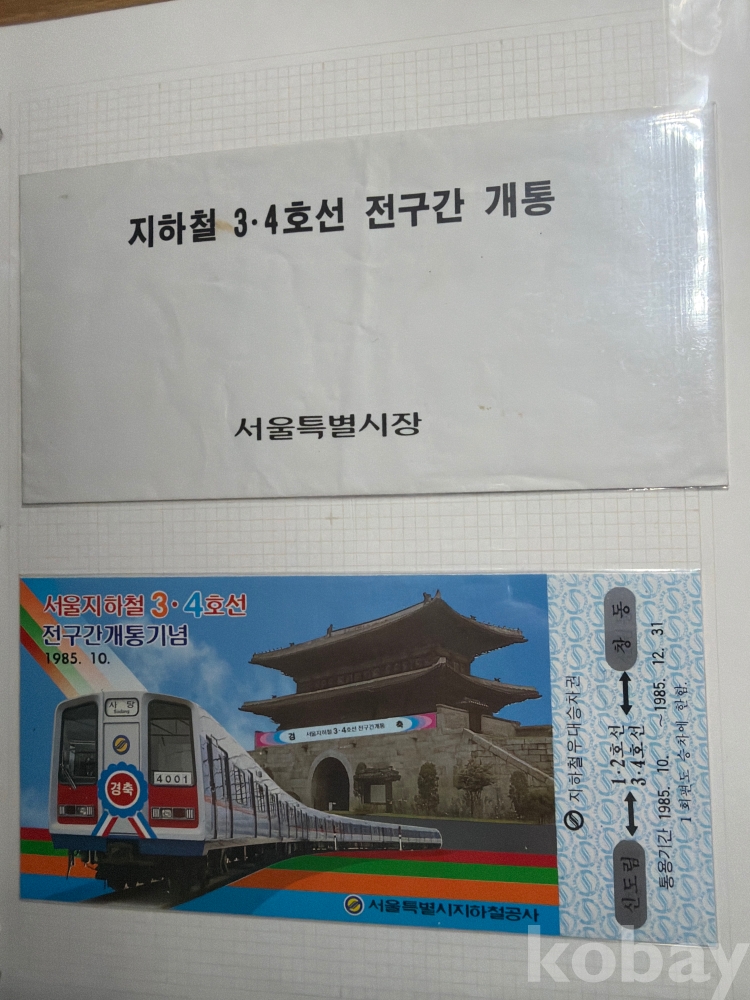 지하철 3·4호선 전구간 개통
서울특별시장
서울지하철 3·4호선
전구간개통기념
1985. 10.
사당
Sadang
4001
경축
경 서울지하철 3·4호선 전구간개통 축
서울특별시지하철공사
지하철우대승차권
신도림 ↔ 1·2호선 3·4호선 ↔ 창동
통용기간 1985. 10. ~1985. 12. 31
1회편도 승차에 한함.
kobay